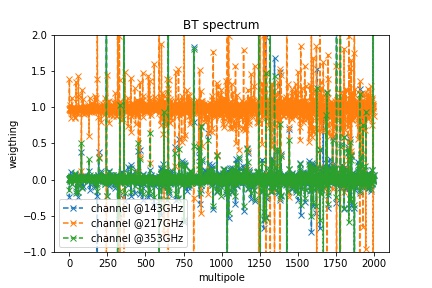 BT spectrum
2.0
1.5
1.0
0.5
0.0
−0.5
−1.0
weigthing
channel @143GHz
channel @217GHz
channel @353GHz
0 250 500 750 1000 1250 1500 1750 2000
multipole